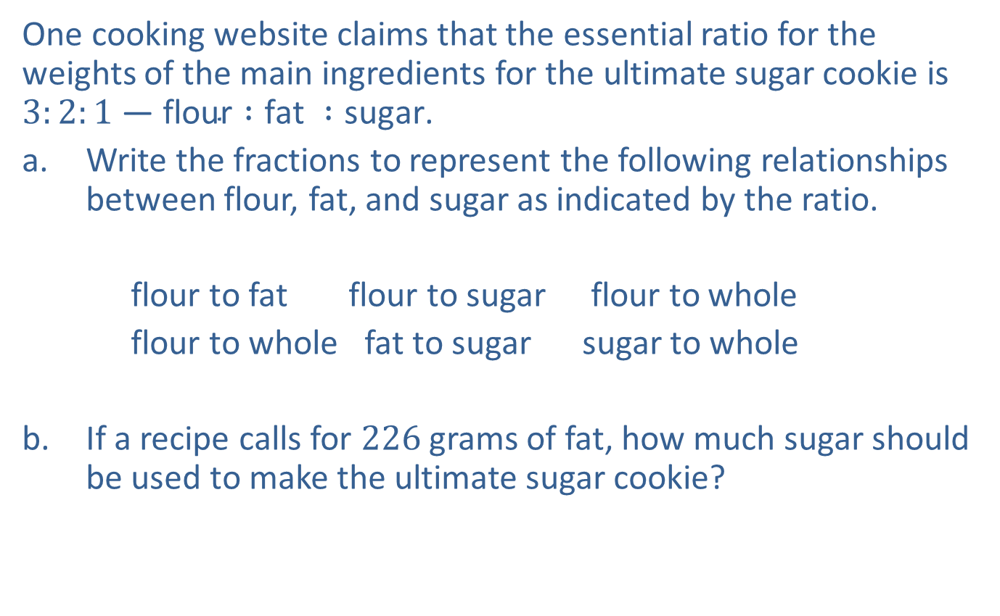 One cooking website claims that the essential ratio for the
weights of the main ingredients for the ultimate sugar cookie is
3: 2: 1 — flour : fat : sugar.
a. Write the fractions to represent the following relationships
between flour, fat, and sugar as indicated by the ratio.
flour to fat flour to sugar flour to whole
flour to whole fat to sugar sugar to whole
b. If a recipe calls for 226 grams of fat, how much sugar should
be used to make the ultimate sugar cookie?